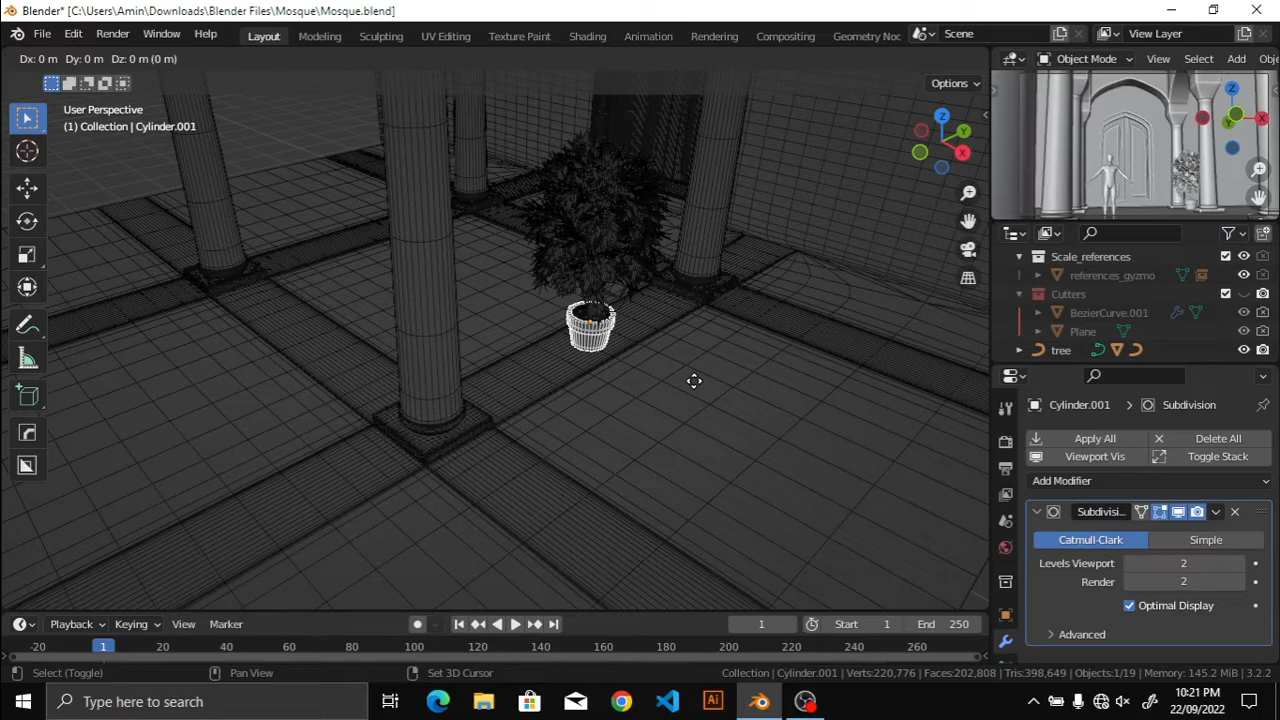 Blender* [C:\Users\Amin\Downloads\Blender Files\Mosque\Mosque.blend]
File Edit Render Window Help Layout Modeling Sculpting UV Editing Texture Paint Shading Animation Rendering Compositing Geometry Noc Scene View Layer
Dx: 0 m Dy: 0 m Dz: 0 m (0 m)
Object Mode View Select Add Obje
Options
User Perspective
(1) Collection | Cylinder.001
Z
Y
X
Z
Y
X
Scale_references
references_gyzmo
Cutters
BezierCurve.001
Plane
tree
Cylinder.001 > Subdivision
Apply All Delete All
Viewport Vis Toggle Stack
Add Modifier
Subdivisi...
Catmull-Clark Simple
Levels Viewport 2
Render 2
Optimal Display
Advanced
Playback Keying View Marker 1 Start 1 End 250
-20 1 20 40 60 80 100 120 140 160 180 200 220 240 260
Select (Toggle) Pan View Set 3D Cursor Collection | Cylinder.001 | Verts:220,776 | Faces:202,808 | Tris:398,649 | Objects:1/19 | Memory: 145.2 MiB | 3.2.2
Type here to search
Ai
10:21 PM
22/09/2022